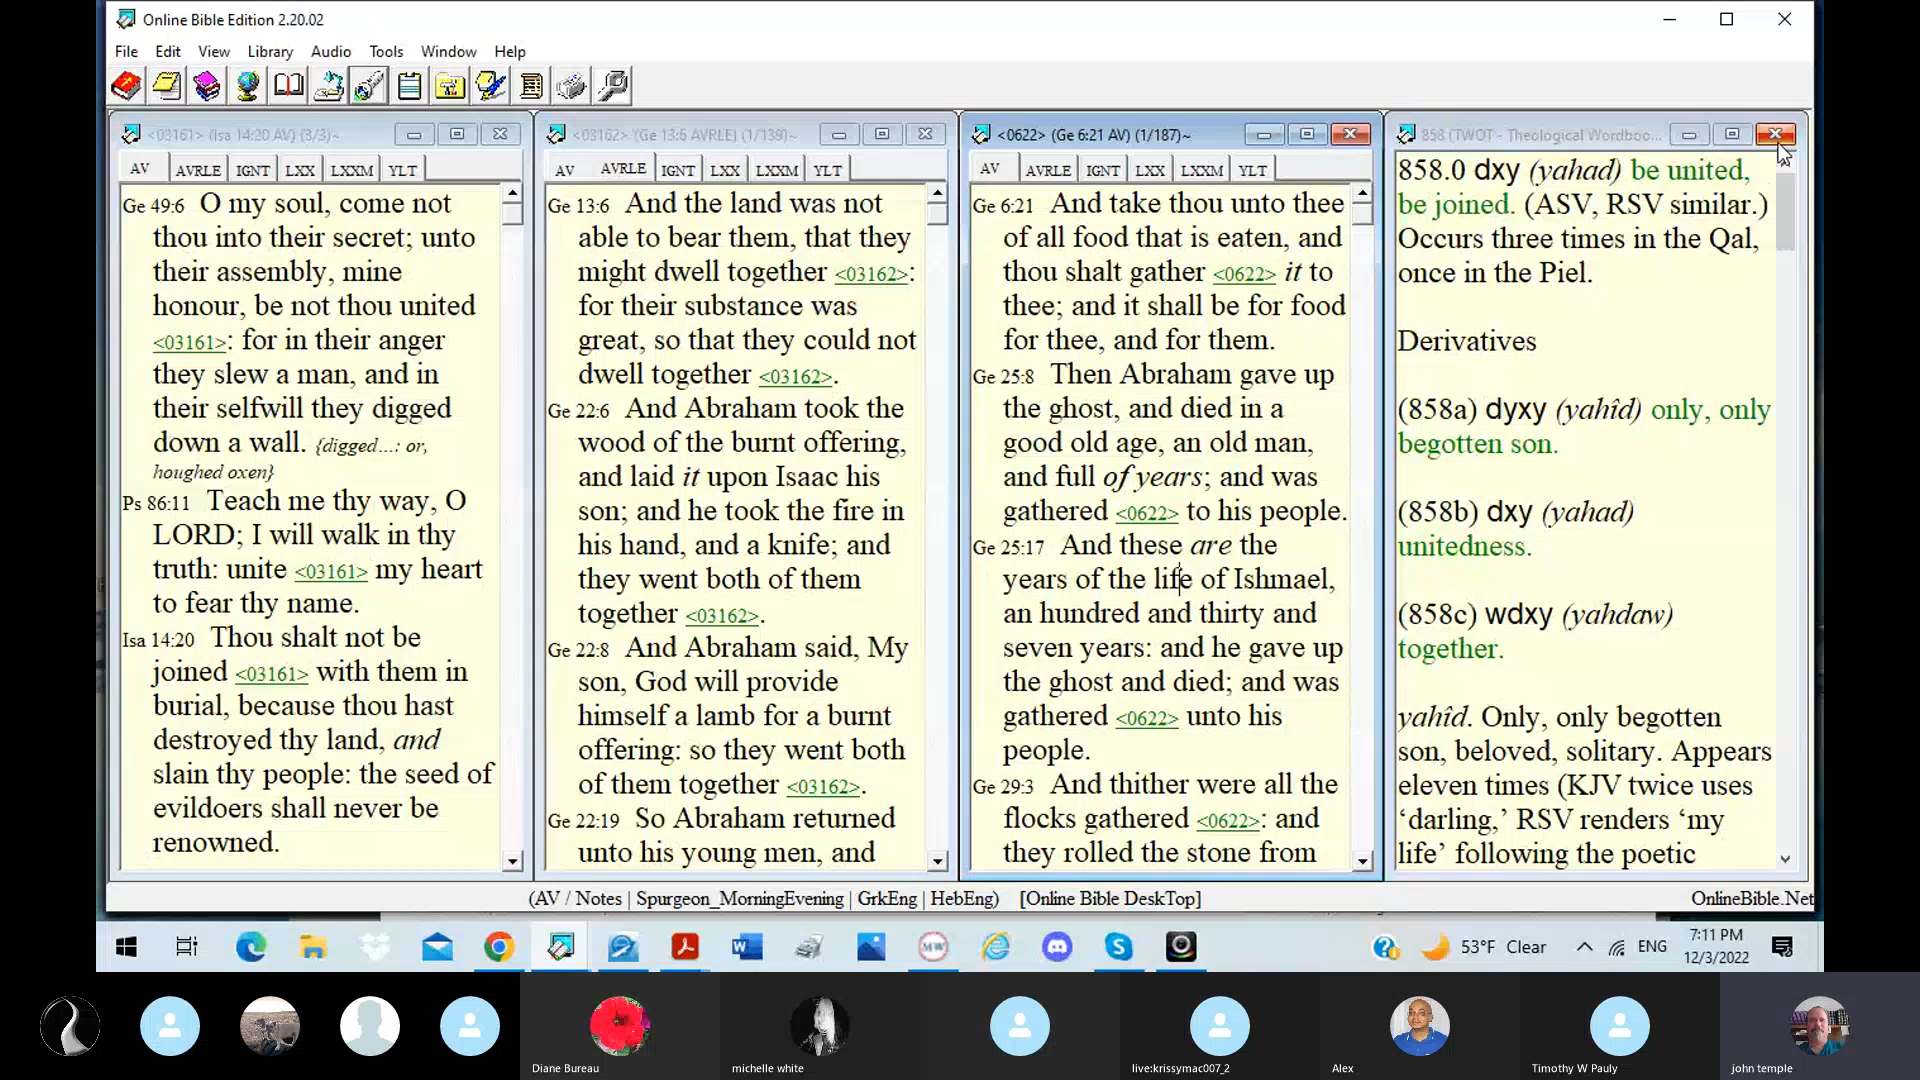 Online Bible Edition 2.20.02
File Edit View Library Audio Tools Window Help
<03161> (Isa 14:20 AV) (3/3)~
AV AVRLE IGNT LXX LXXM YLT
Ge 49:6 O my soul, come not
thou into their secret; unto
their assembly, mine
honour, be not thou united
<03161>: for in their anger
they slew a man, and in
their selfwill they digged
down a wall. {digged...: or,
houghed oxen}
Ps 86:11 Teach me thy way, O
LORD; I will walk in thy
truth: unite <03161> my heart
to fear thy name.
Isa 14:20 Thou shalt not be
joined <03161> with them in
burial, because thou hast
destroyed thy land, and
slain thy people: the seed of
evildoers shall never be
renowned.
<03162> (Ge 13:6 AVRLE) (1/139)~
AV AVRLE IGNT LXX LXXM YLT
Ge 13:6 And the land was not
able to bear them, that they
might dwell together <03162>:
for their substance was
great, so that they could not
dwell together <03162>.
Ge 22:6 And Abraham took the
wood of the burnt offering,
and laid it upon Isaac his
son; and he took the fire in
his hand, and a knife; and
they went both of them
together <03162>.
Ge 22:8 And Abraham said, My
son, God will provide
himself a lamb for a burnt
offering: so they went both
of them together <03162>.
Ge 22:19 So Abraham returned
unto his young men, and
<0622> (Ge 6:21 AV) (1/187)~
AV AVRLE IGNT LXX LXXM YLT
Ge 6:21 And take thou unto thee
of all food that is eaten, and
thou shalt gather <0622> it to
thee; and it shall be for food
for thee, and for them.
Ge 25:8 Then Abraham gave up
the ghost, and died in a
good old age, an old man,
and full of years; and was
gathered <0622> to his people.
Ge 25:17 And these are the
years of the life of Ishmael,
an hundred and thirty and
seven years: and he gave up
the ghost and died; and was
gathered <0622> unto his
people.
Ge 29:3 And thither were all the
flocks gathered <0622>: and
they rolled the stone from
858 (TWOT - Theological Wordboo...
858.0 dxy (yahad) be united,
be joined. (ASV, RSV similar.)
Occurs three times in the Qal,
once in the Piel.
Derivatives
(858a) dyxy (yahîd) only, only
begotten son.
(858b) dxy (yahad)
unitedness.
(858c) wdxy (yahdaw)
together.
yahîd. Only, only begotten
son, beloved, solitary. Appears
eleven times (KJV twice uses
‘darling,’ RSV renders ‘my
life’ following the poetic
(AV / Notes | Spurgeon_MorningEvening | GrkEng | HebEng) [Online Bible DeskTop] OnlineBible.Net
53°F Clear ENG 7:11 PM
12/3/2022
Diane Bureau michelle white live:krissymac007_2 Alex Timothy W Pauly john temple